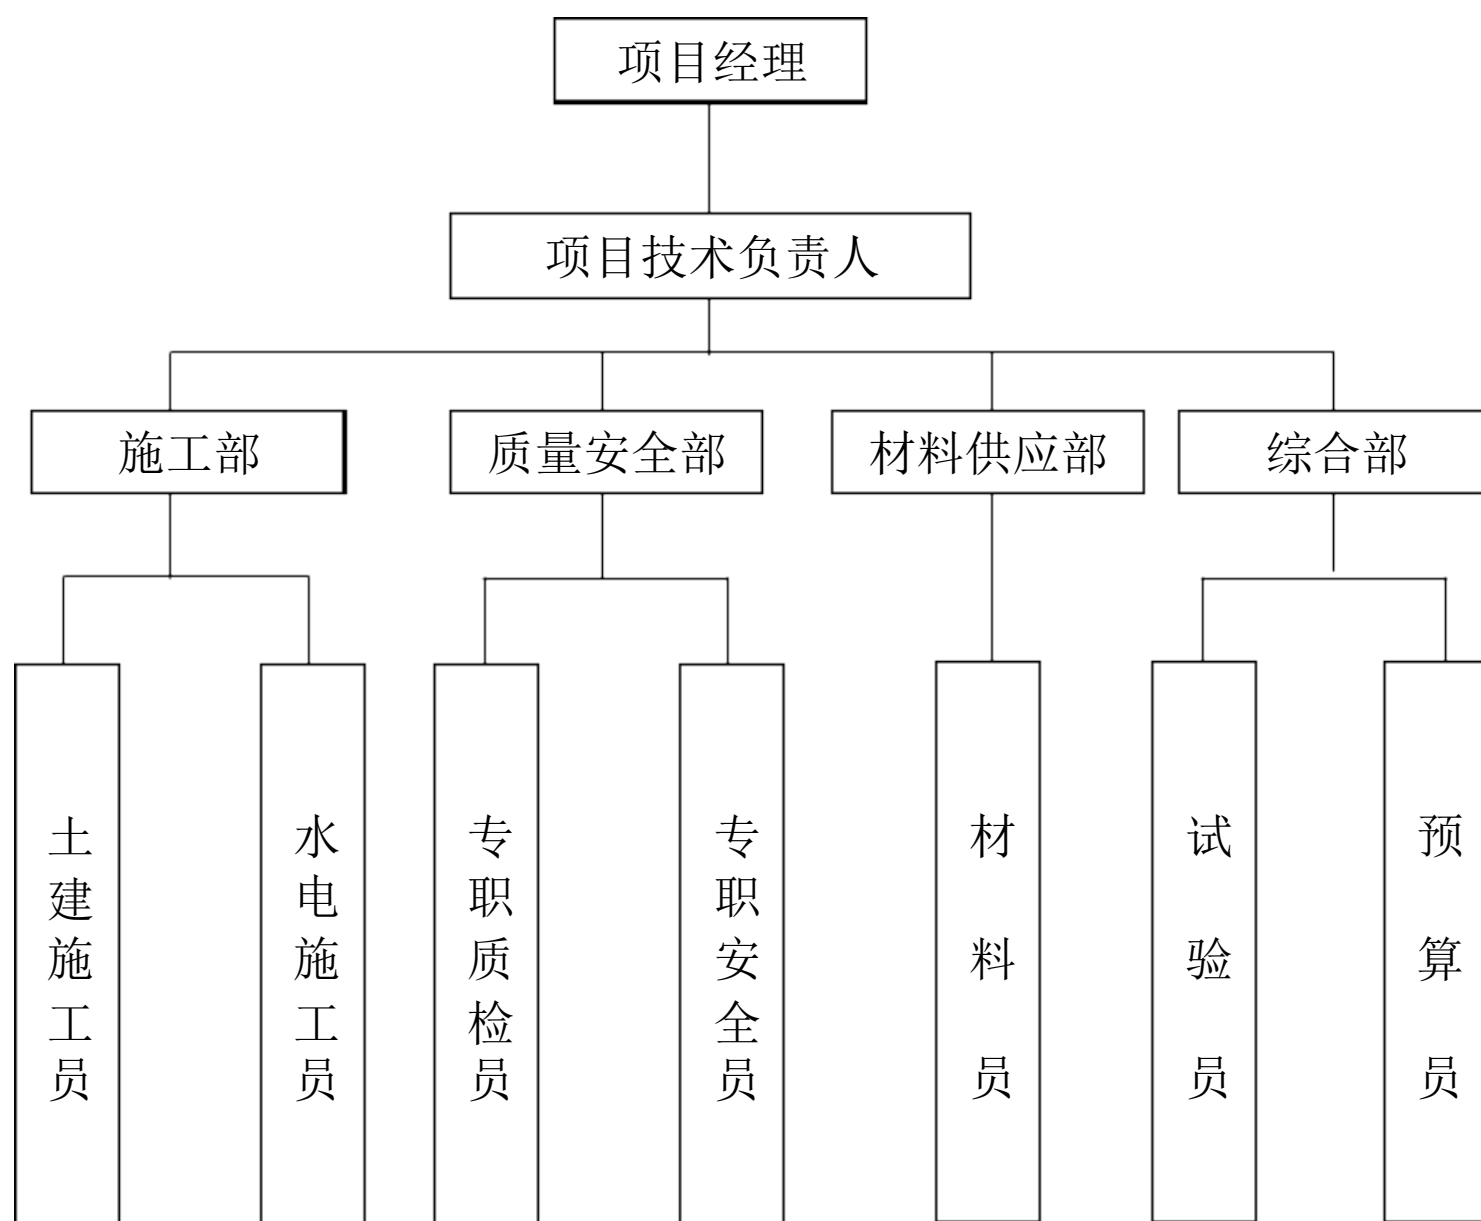 项目经理
项目技术负责人
施工部
质量安全部
材料供应部
综合部
土建施工员
水电施工员
专职质检员
专职安全员
材料员
试验员
预算员